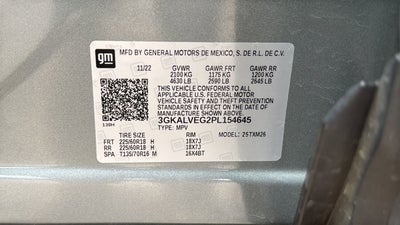 gm
MFD BY GENERAL MOTORS DE MEXICO, S. DE R.L. DE C.V.
11/22 GVWR GAWR FRT GAWR RR
2100 KG 1175 KG 1200 KG
4630 LB 2590 LB 2645 LB
THIS VEHICLE CONFORMS TO ALL
APPLICABLE U.S. FEDERAL MOTOR
VEHICLE SAFETY AND THEFT PREVENTION
STANDARDS IN EFFECT ON THE DATE OF
MANUFACTURE SHOWN ABOVE.
3GKALVEG2PL154645
TYPE: MPV
TIRE SIZE RIM MODEL: 25TXM26
FRT 225/60R18 H 18X7J
RR 225/60R18 H 18X7J
SPA T135/70R16 M 16X4BT